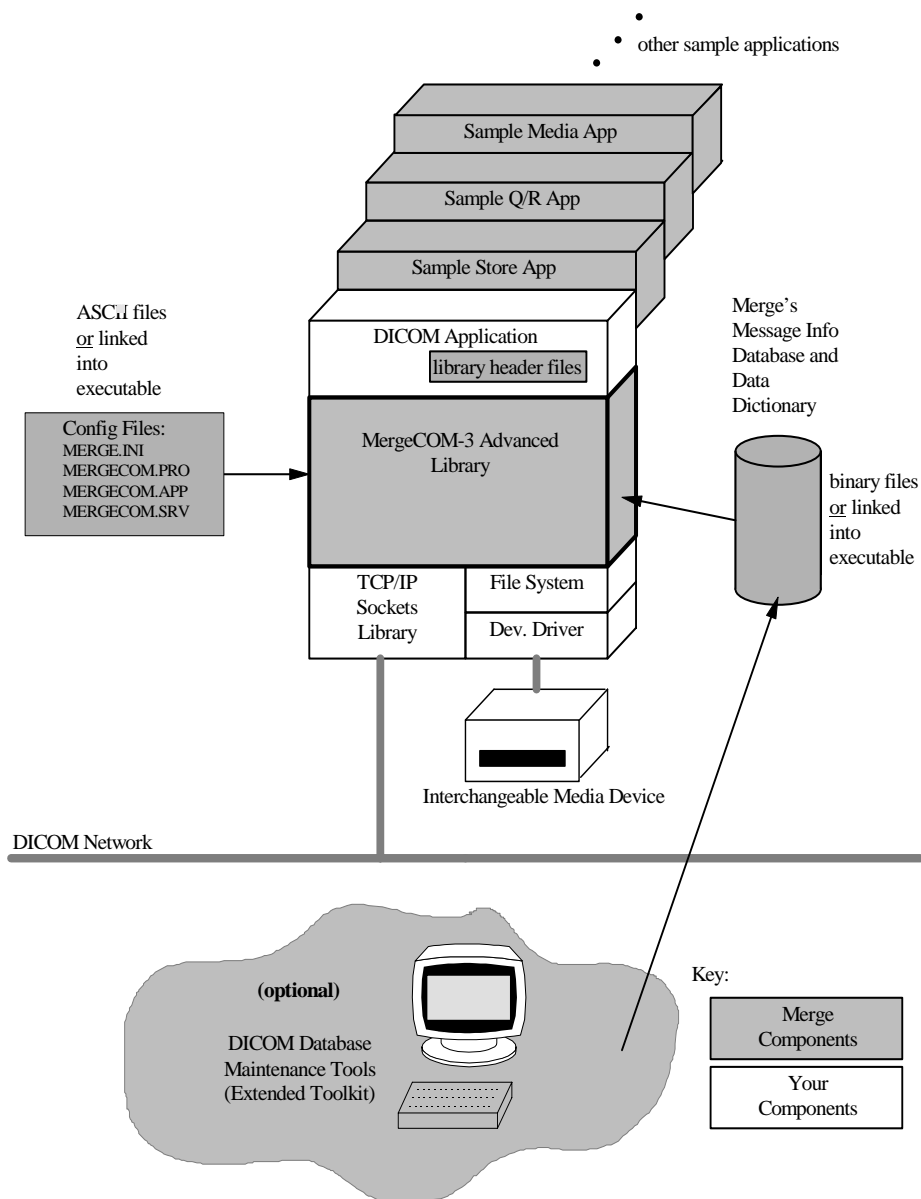 other sample applications
Sample Media App
Sample Q/R App
Sample Store App
ASCII files
or linked
into
executable
Merge's
Message Info
Database and
Data
Dictionary
DICOM Application
library header files
Config Files:
MERGE.INI
MERGECOM.PRO
MERGECOM.APP
MERGECOM.SRV
MergeCOM-3 Advanced
Library
binary files
or linked
into
executable
TCP/IP
Sockets
Library
File System
Dev. Driver
Interchangeable Media Device
DICOM Network
(optional)
DICOM Database
Maintenance Tools
(Extended Toolkit)
Key:
Merge
Components
Your
Components